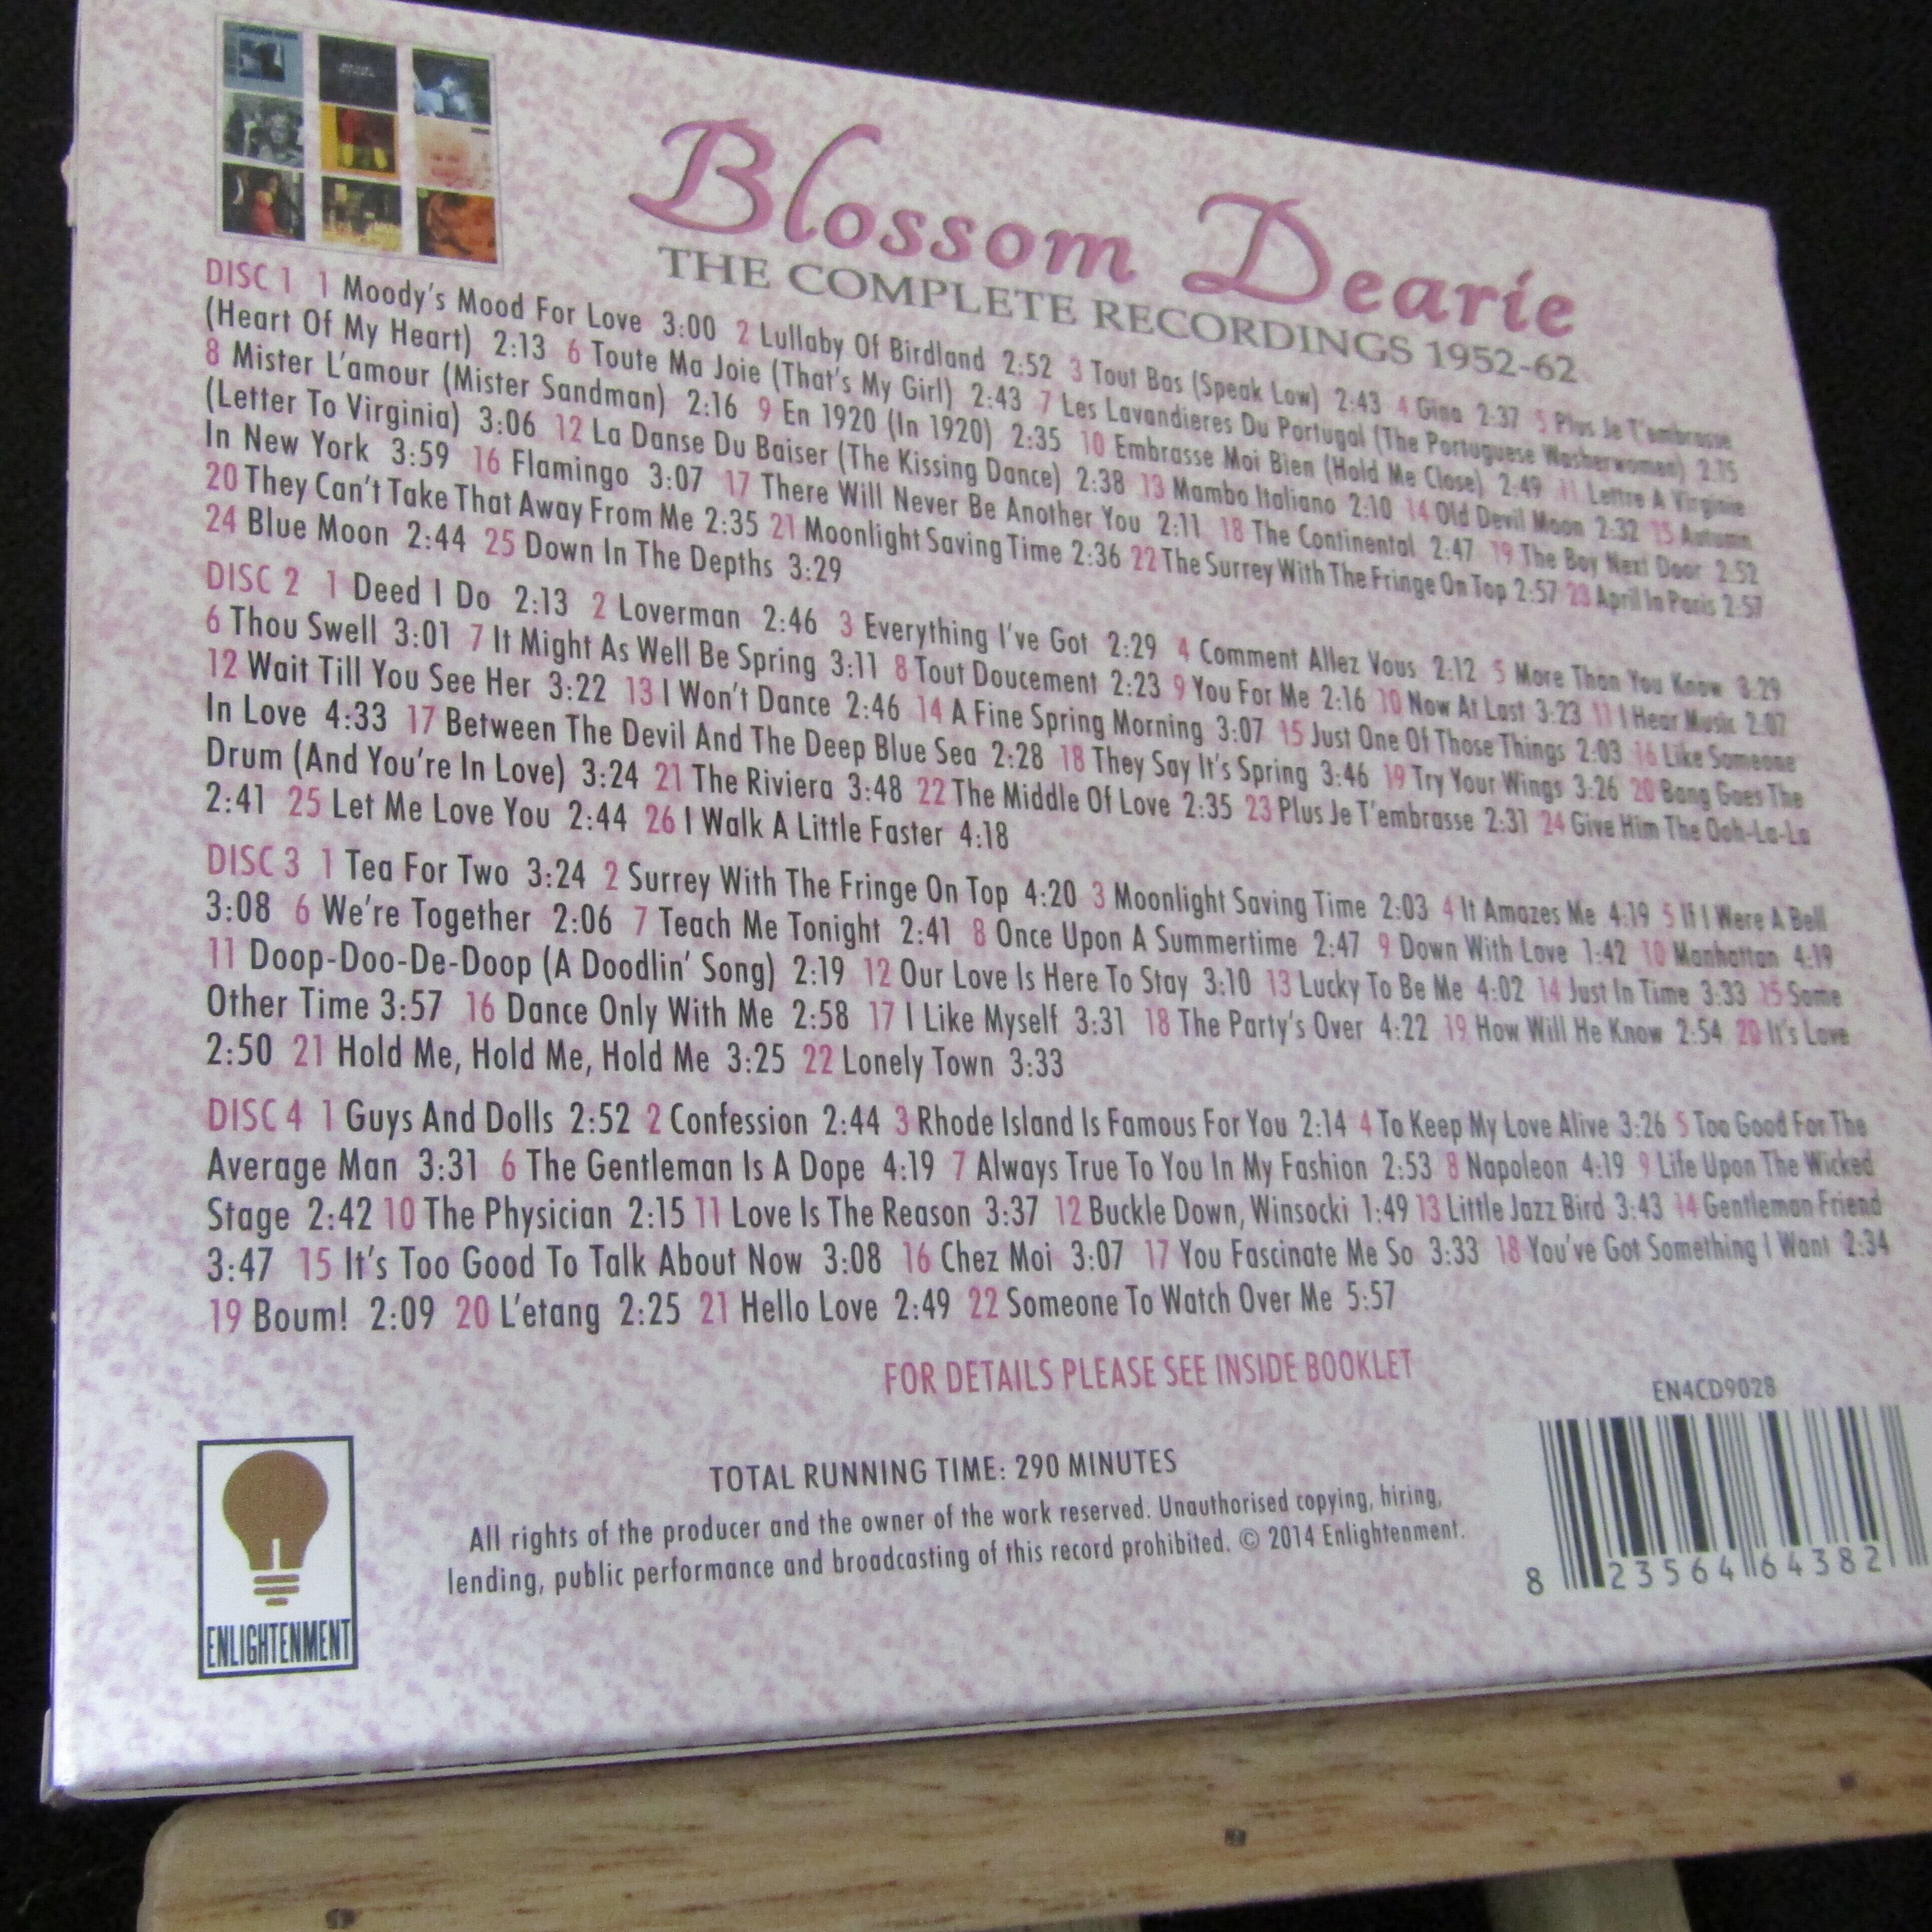 Blossom Dearie
THE COMPLETE RECORDINGS 1952-62
DISC 1 1 Moody's Mood For Love 3:00 2 Lullaby Of Birdland 2:52 3 Tout Bas (Speak Low) 2:43 4 Gina 2:37 5 Plus Je T'embrasse
(Heart Of My Heart) 2:13 6 Toute Ma Joie (That's My Girl) 2:43 7 Les Lavandieres Du Portugal (The Portuguese Washerwomen) 2:15
8 Mister L'amour (Mister Sandman) 2:16 9 En 1920 (In 1920) 2:35 10 Embrasse Moi Bien (Hold Me Close) 2:49 11 Lettre A Virginie
(Letter To Virginia) 3:06 12 La Danse Du Baiser (The Kissing Dance) 2:38 13 Mambo Italiano 2:10 14 Old Devil Moon 2:32 15 Autumn
In New York 3:59 16 Flamingo 3:07 17 There Will Never Be Another You 2:11 18 The Continental 2:47 19 The Boy Next Door 2:52
20 They Can't Take That Away From Me 2:35 21 Moonlight Saving Time 2:36 22 The Surrey With The Fringe On Top 2:57 23 April In Paris 2:57
24 Blue Moon 2:44 25 Down In The Depths 3:29
DISC 2 1 Deed I Do 2:13 2 Loverman 2:46 3 Everything I've Got 2:29 4 Comment Allez Vous 2:12 5 More Than You Know 3:29
6 Thou Swell 3:01 7 It Might As Well Be Spring 3:11 8 Tout Doucement 2:23 9 You For Me 2:16 10 Now At Last 3:23 11 I Hear Music 2:07
12 Wait Till You See Her 3:22 13 I Won't Dance 2:46 14 A Fine Spring Morning 3:07 15 Just One Of Those Things 2:03 16 Like Someone
In Love 4:33 17 Between The Devil And The Deep Blue Sea 2:28 18 They Say It's Spring 3:46 19 Try Your Wings 3:26 20 Bang Goes The
Drum (And You're In Love) 3:24 21 The Riviera 3:48 22 The Middle Of Love 2:35 23 Plus Je T'embrasse 2:31 24 Give Him The Ooh-La-La
2:41 25 Let Me Love You 2:44 26 I Walk A Little Faster 4:18
DISC 3 1 Tea For Two 3:24 2 Surrey With The Fringe On Top 4:20 3 Moonlight Saving Time 2:03 4 It Amazes Me 4:19 5 If I Were A Bell
3:08 6 We're Together 2:06 7 Teach Me Tonight 2:41 8 Once Upon A Summertime 2:47 9 Down With Love 1:42 10 Manhattan 4:19
11 Doop-Doo-De-Doop (A Doodlin' Song) 2:19 12 Our Love Is Here To Stay 3:10 13 Lucky To Be Me 4:02 14 Just In Time 3:33 15 Some
Other Time 3:57 16 Dance Only With Me 2:58 17 I Like Myself 3:31 18 The Party's Over 4:22 19 How Will He Know 2:54 20 It's Love
2:50 21 Hold Me, Hold Me, Hold Me 3:25 22 Lonely Town 3:33
DISC 4 1 Guys And Dolls 2:52 2 Confession 2:44 3 Rhode Island Is Famous For You 2:14 4 To Keep My Love Alive 3:26 5 Too Good For The
Average Man 3:31 6 The Gentleman Is A Dope 4:19 7 Always True To You In My Fashion 2:53 8 Napoleon 4:19 9 Life Upon The Wicked
Stage 2:42 10 The Physician 2:15 11 Love Is The Reason 3:37 12 Buckle Down, Winsocki 1:49 13 Little Jazz Bird 3:43 14 Gentleman Friend
3:47 15 It's Too Good To Talk About Now 3:08 16 Chez Moi 3:07 17 You Fascinate Me So 3:33 18 You've Got Something I Want 2:34
19 Boum! 2:09 20 L'etang 2:25 21 Hello Love 2:49 22 Someone To Watch Over Me 5:57
FOR DETAILS PLEASE SEE INSIDE BOOKLET
EN4CD9028
TOTAL RUNNING TIME: 290 MINUTES
All rights of the producer and the owner of the work reserved. Unauthorised copying, hiring,
lending, public performance and broadcasting of this record prohibited. © 2014 Enlightenment.
8 23564 64382
ENLIGHTENMENT